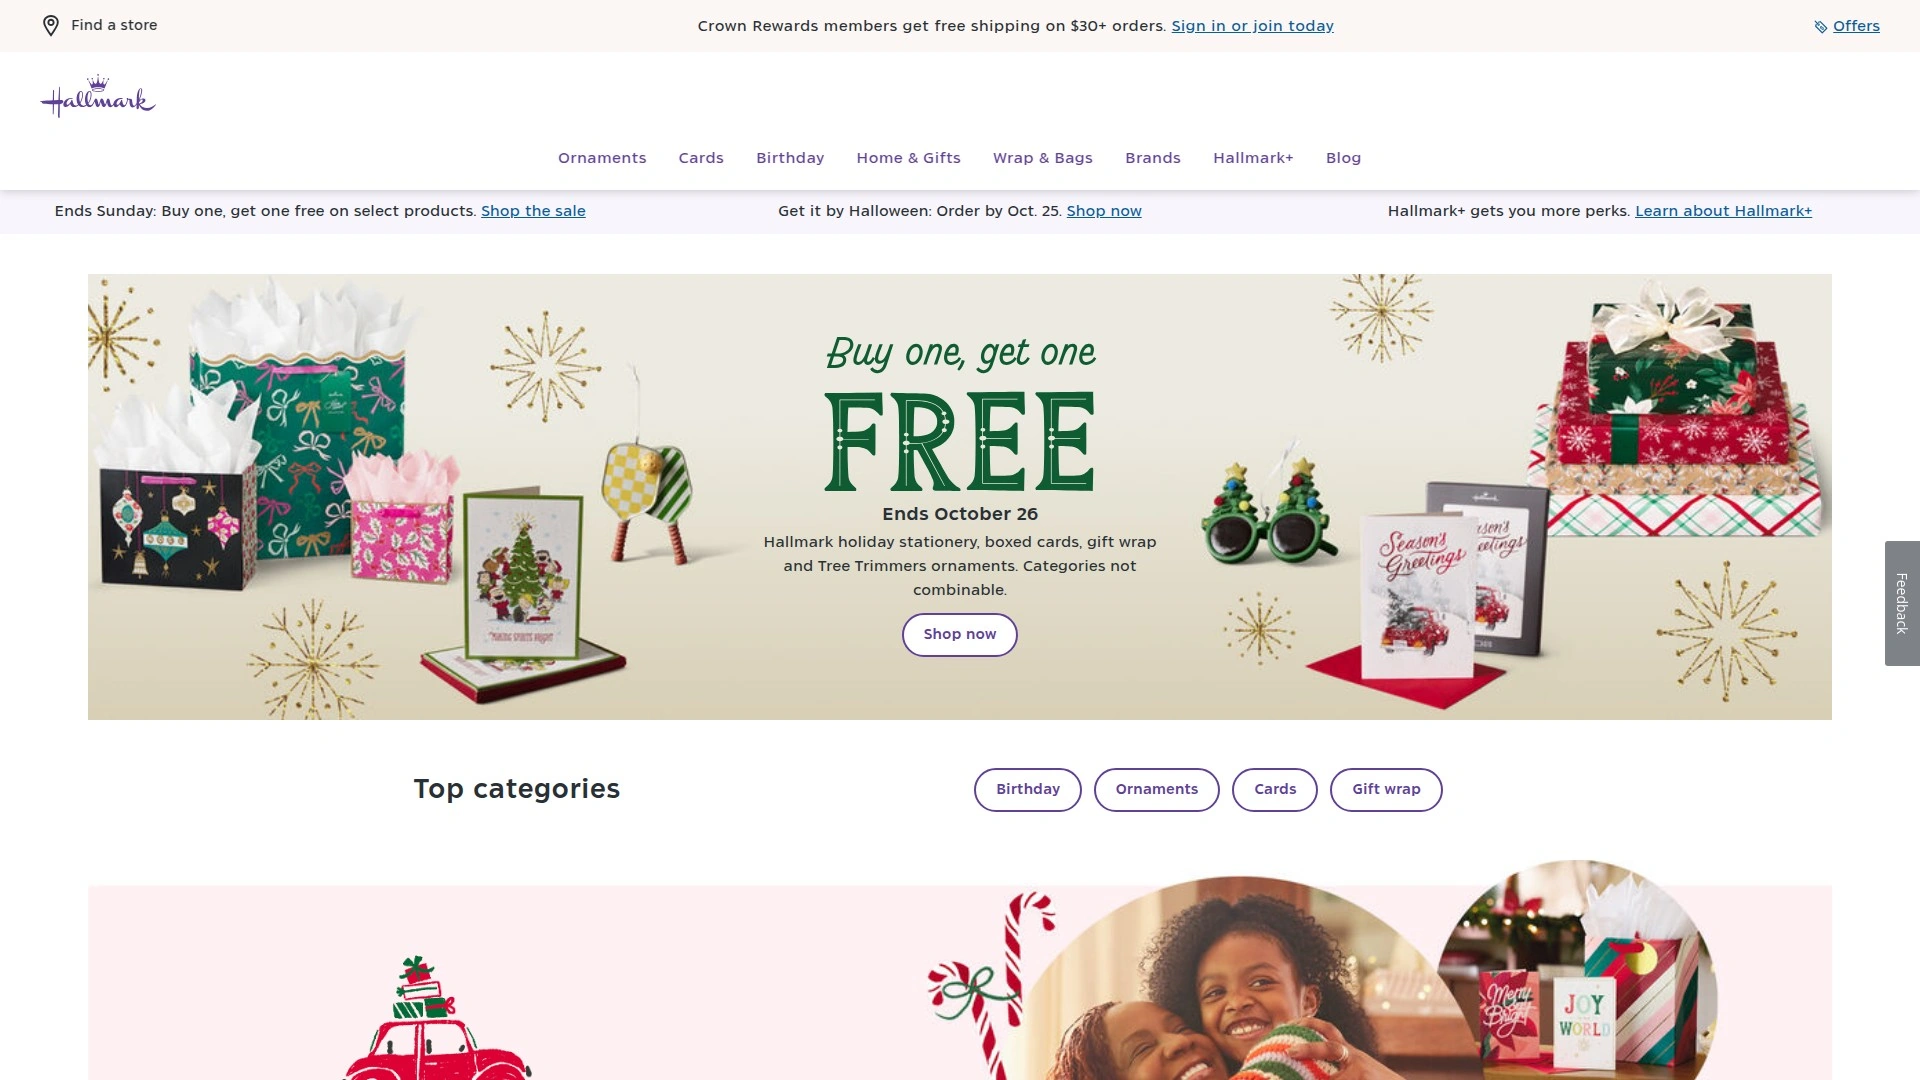 Find a store
Crown Rewards members get free shipping on $30+ orders. Sign in or join today
Offers
Hallmark
Ornaments
Cards
Birthday
Home & Gifts
Wrap & Bags
Brands
Hallmark+
Blog
Ends Sunday: Buy one, get one free on select products. Shop the sale
Get it by Halloween: Order by Oct. 25. Shop now
Hallmark+ gets you more perks. Learn about Hallmark+
Buy one, get one
FREE
Ends October 26
Hallmark holiday stationery, boxed cards, gift wrap
and Tree Trimmers ornaments. Categories not
combinable.
Shop now
MAKING SPIRITS BRIGHT
Season's
Greetings
Feedback
Top categories
Birthday
Ornaments
Cards
Gift wrap
Merry
Bright
JOY
WORLD